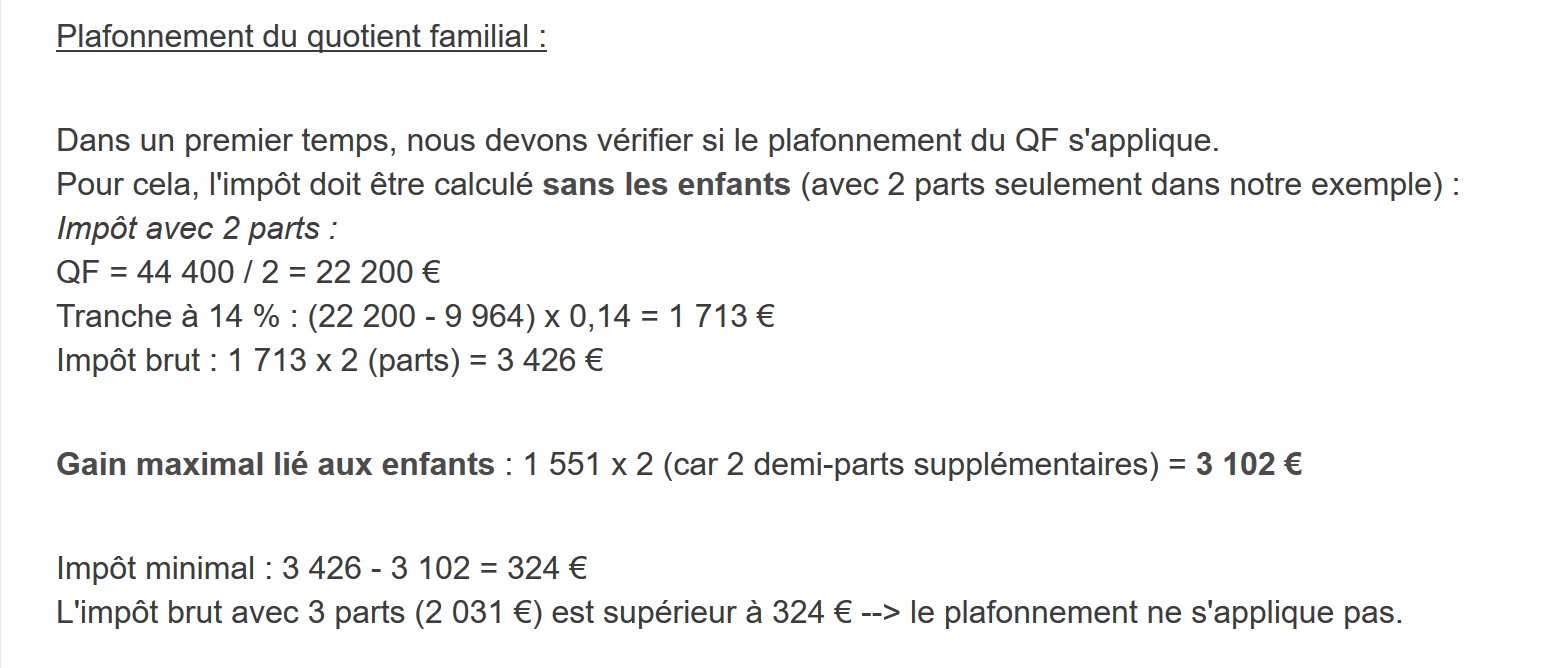 Plafonnement du quotient familial :
Dans un premier temps, nous devons vérifier si le plafonnement du QF s'applique.
Pour cela, l'impôt doit être calculé sans les enfants (avec 2 parts seulement dans notre exemple) :
Impôt avec 2 parts :
QF = 44 400 / 2 = 22 200 €
Tranche à 14 % : (22 200 - 9 964) x 0,14 = 1 713 €
Impôt brut : 1 713 x 2 (parts) = 3 426 €
Gain maximal lié aux enfants : 1 551 x 2 (car 2 demi-parts supplémentaires) = 3 102 €
Impôt minimal : 3 426 - 3 102 = 324 €
L'impôt brut avec 3 parts (2 031 €) est supérieur à 324 € --> le plafonnement ne s'applique pas.